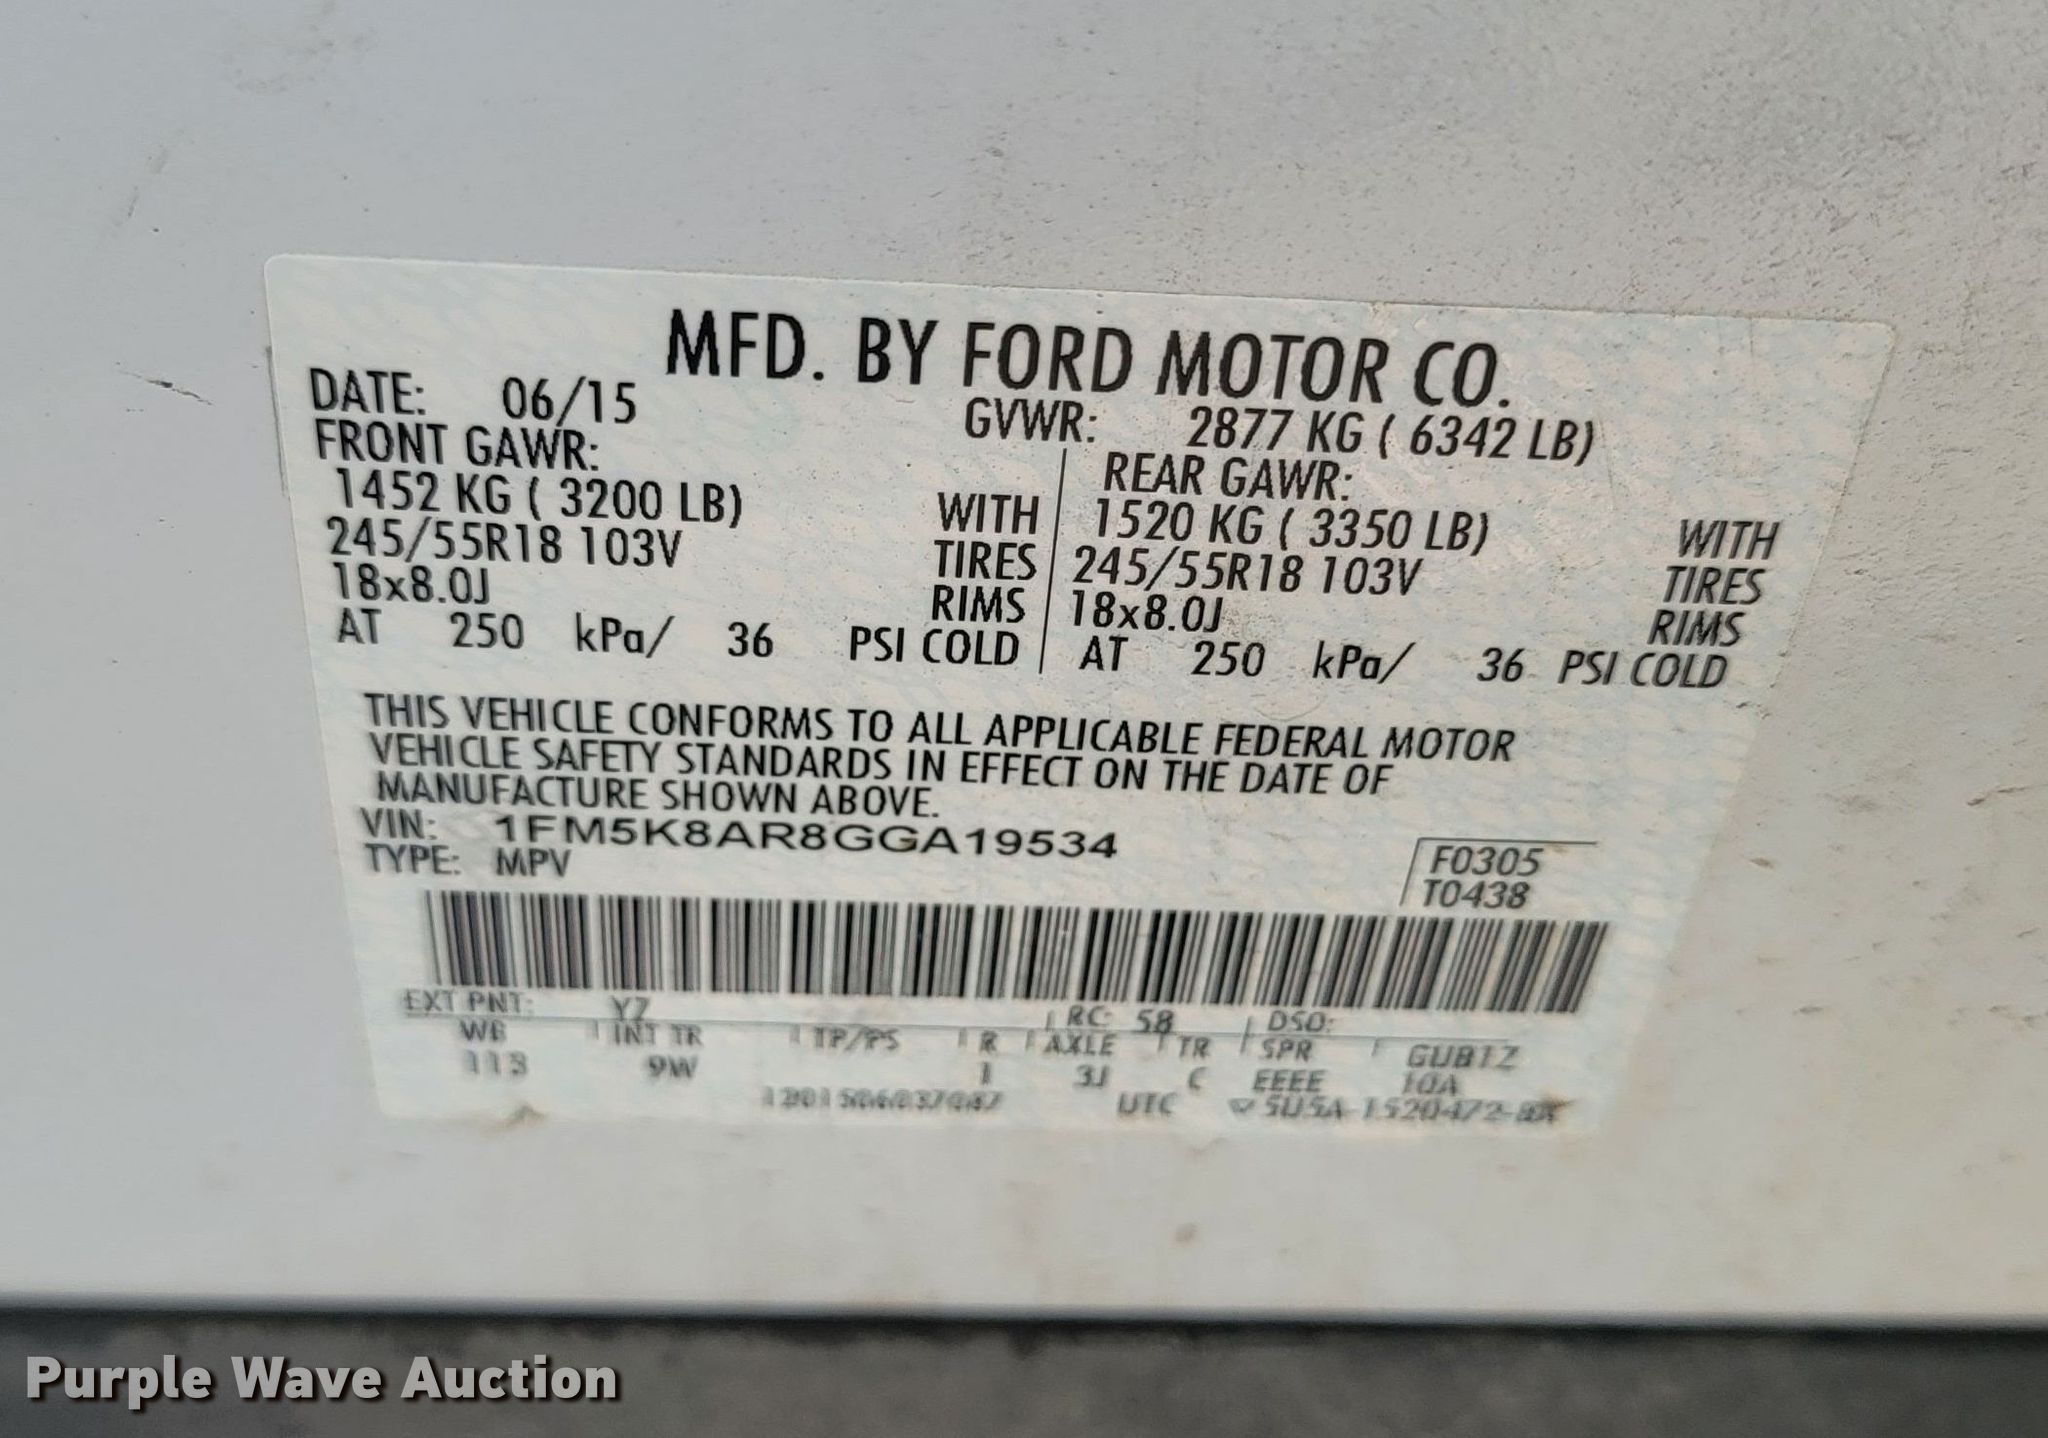 MFD. BY FORD MOTOR CO.
DATE: 06/15 GVWR: 2877 KG ( 6342 LB)
FRONT GAWR: REAR GAWR:
1452 KG ( 3200 LB) WITH 1520 KG ( 3350 LB) WITH
245/55R18 103V TIRES 245/55R18 103V TIRES
18x8.0J RIMS 18x8.0J RIMS
AT 250 kPa/ 36 PSI COLD AT 250 kPa/ 36 PSI COLD
THIS VEHICLE CONFORMS TO ALL APPLICABLE FEDERAL MOTOR
VEHICLE SAFETY STANDARDS IN EFFECT ON THE DATE OF
MANUFACTURE SHOWN ABOVE.
VIN: 1FM5K8AR8GGA19534
TYPE: MPV
F0305
T0438
EXT PNT: YZ RC: 58 DSO:
WB INT TR TP/PS R AXLE TR SPR
113 9W 1 3J C EEEE 10A
UTC
Purple Wave Auction